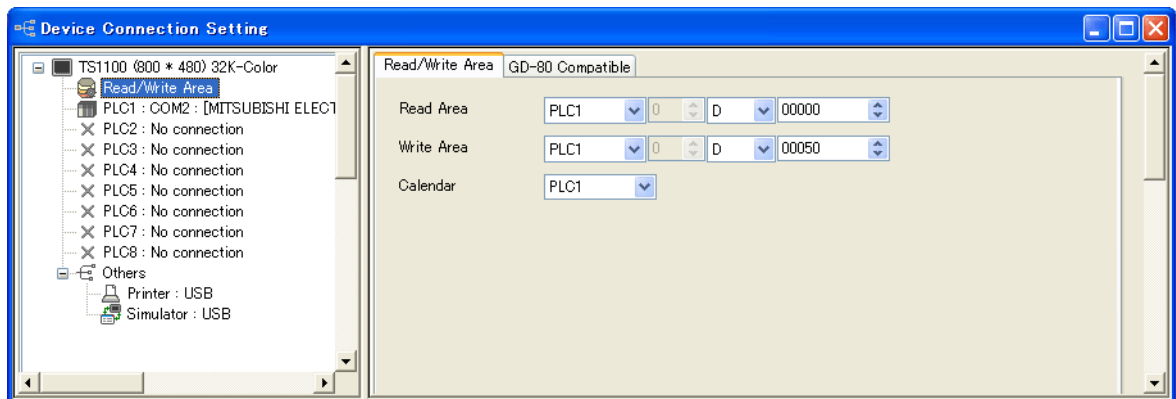 Device Connection Setting
TS1100 (800 * 480) 32K-Color
Read/Write Area
PLC1 : COM2 : [MITSUBISHI ELECT
PLC2 : No connection
PLC3 : No connection
PLC4 : No connection
PLC5 : No connection
PLC6 : No connection
PLC7 : No connection
PLC8 : No connection
Others
Printer : USB
Simulator : USB
Read/Write Area GD-80 Compatible
Read Area PLC1 0 D 00000
Write Area PLC1 0 D 00050
Calendar PLC1